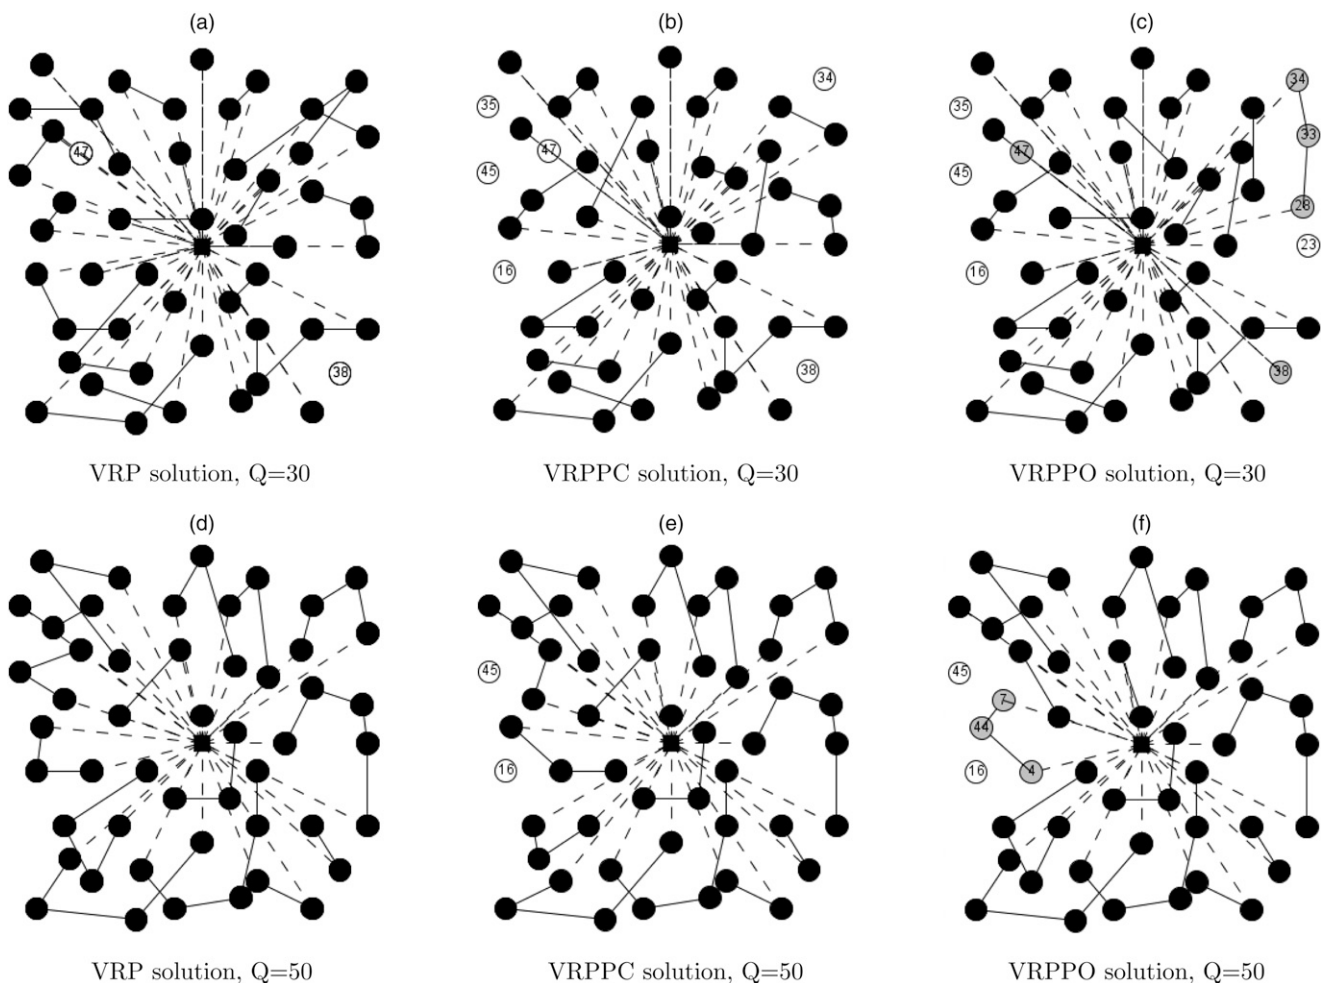 (a) (b) (c)
34 34
35 35
33
47 47 47
45 45
28
23
16 16
38 38 38
VRP solution, Q=30 VRPPC solution, Q=30 VRPPO solution, Q=30
(d) (e) (f)
45 45
7
44
16 16 4
VRP solution, Q=50 VRPPC solution, Q=50 VRPPO solution, Q=50